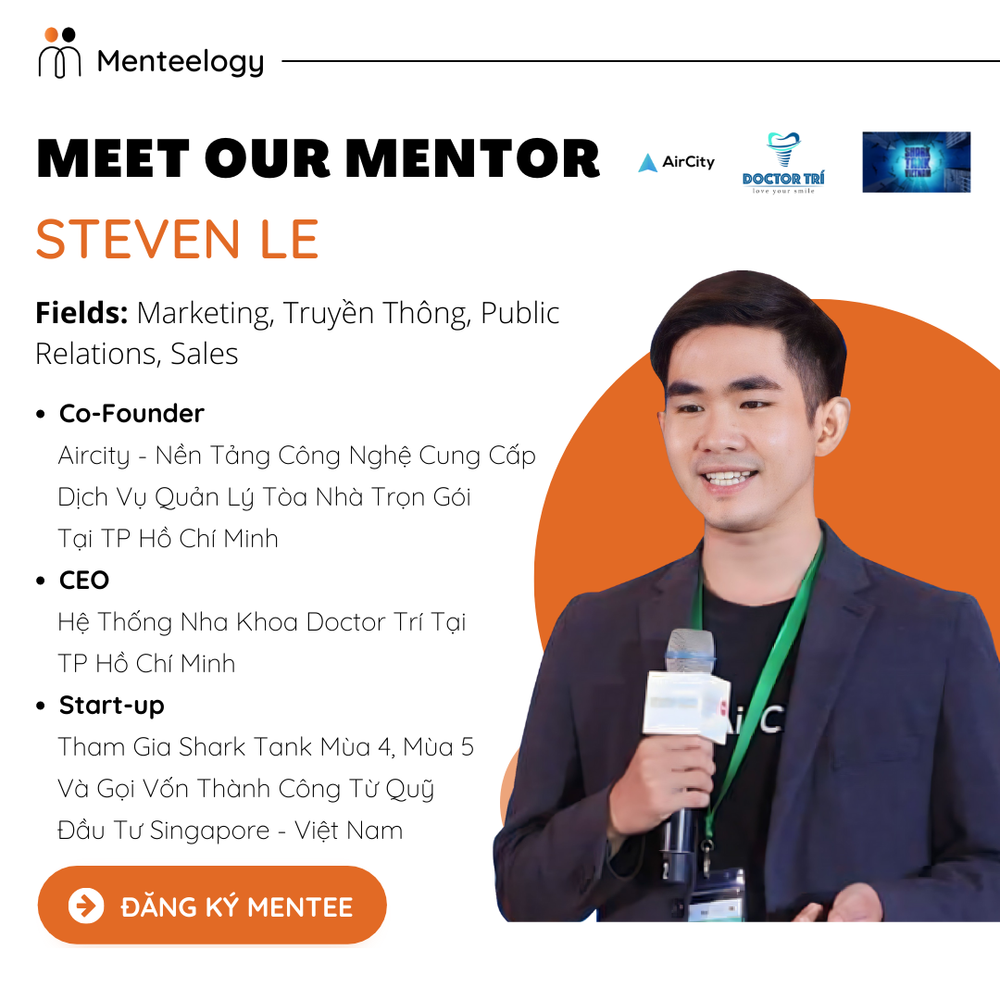 Menteelogy
MEET OUR MENTOR
AirCity
DOCTOR TRÍ
love your smile
SHARK
TANK
VIETNAM
STEVEN LE
Fields: Marketing, Truyền Thông, Public
Relations, Sales
• Co-Founder
Aircity - Nền Tảng Công Nghệ Cung Cấp
Dịch Vụ Quản Lý Tòa Nhà Trọn Gói
Tại TP Hồ Chí Minh
• CEO
Hệ Thống Nha Khoa Doctor Trí Tại
TP Hồ Chí Minh
• Start-up
Tham Gia Shark Tank Mùa 4, Mùa 5
Và Gọi Vốn Thành Công Từ Quỹ
Đầu Tư Singapore - Việt Nam
Ai C
ĐĂNG KÝ MENTEE